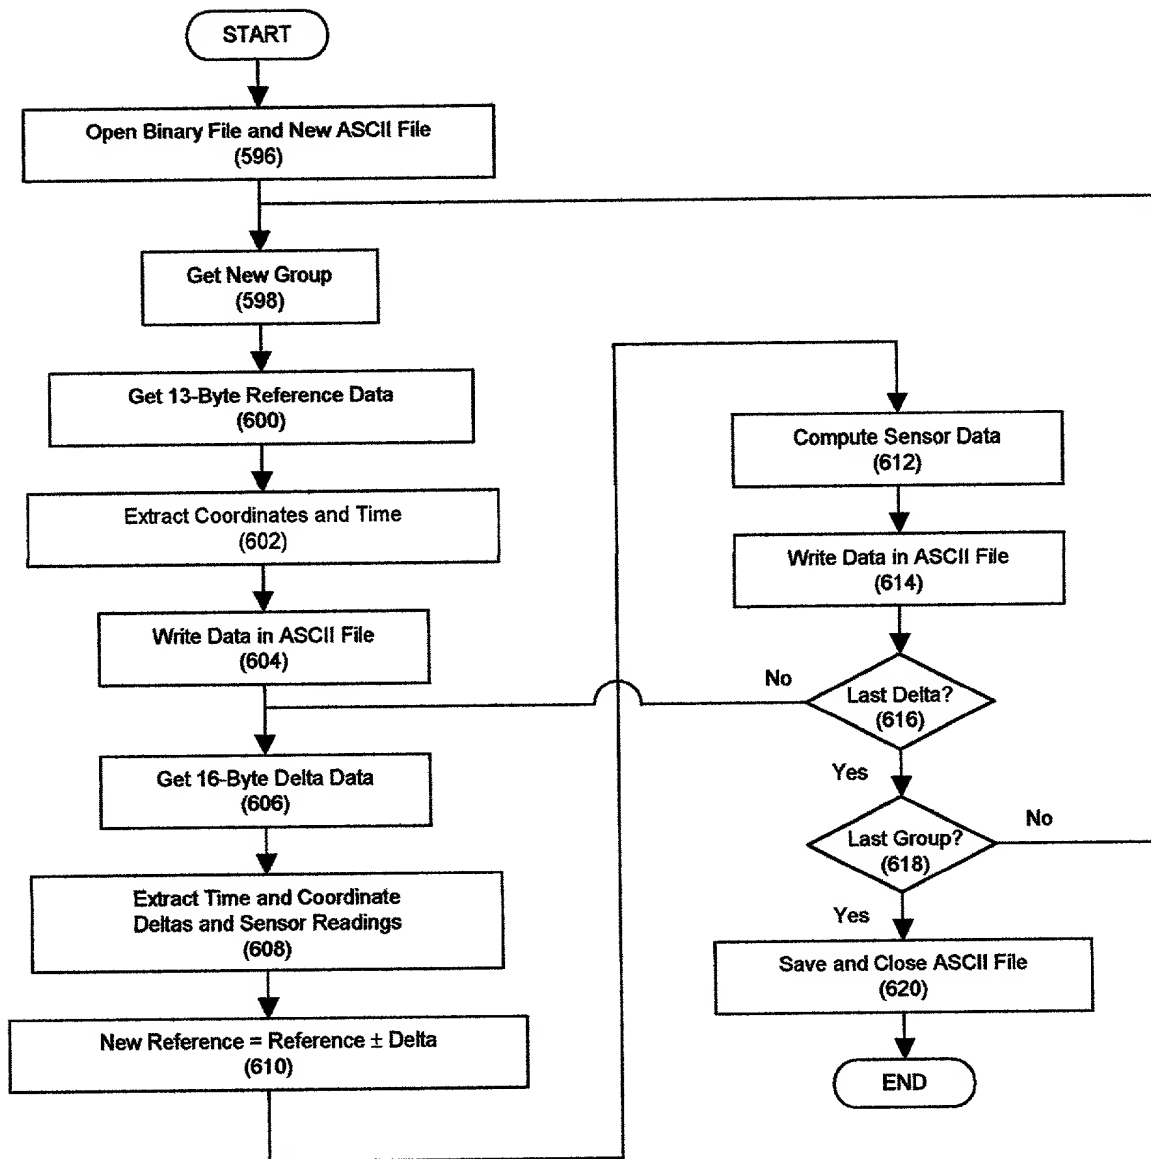 START
Open Binary File and New ASCII File
(596)
Get New Group
(598)
Get 13-Byte Reference Data
(600)
Extract Coordinates and Time
(602)
Write Data in ASCII File
(604)
Get 16-Byte Delta Data
(606)
Extract Time and Coordinate
Deltas and Sensor Readings
(608)
New Reference = Reference ± Delta
(610)
Compute Sensor Data
(612)
Write Data in ASCII File
(614)
No
Last Delta?
(616)
Yes
Last Group?
(618)
No
Yes
Save and Close ASCII File
(620)
END